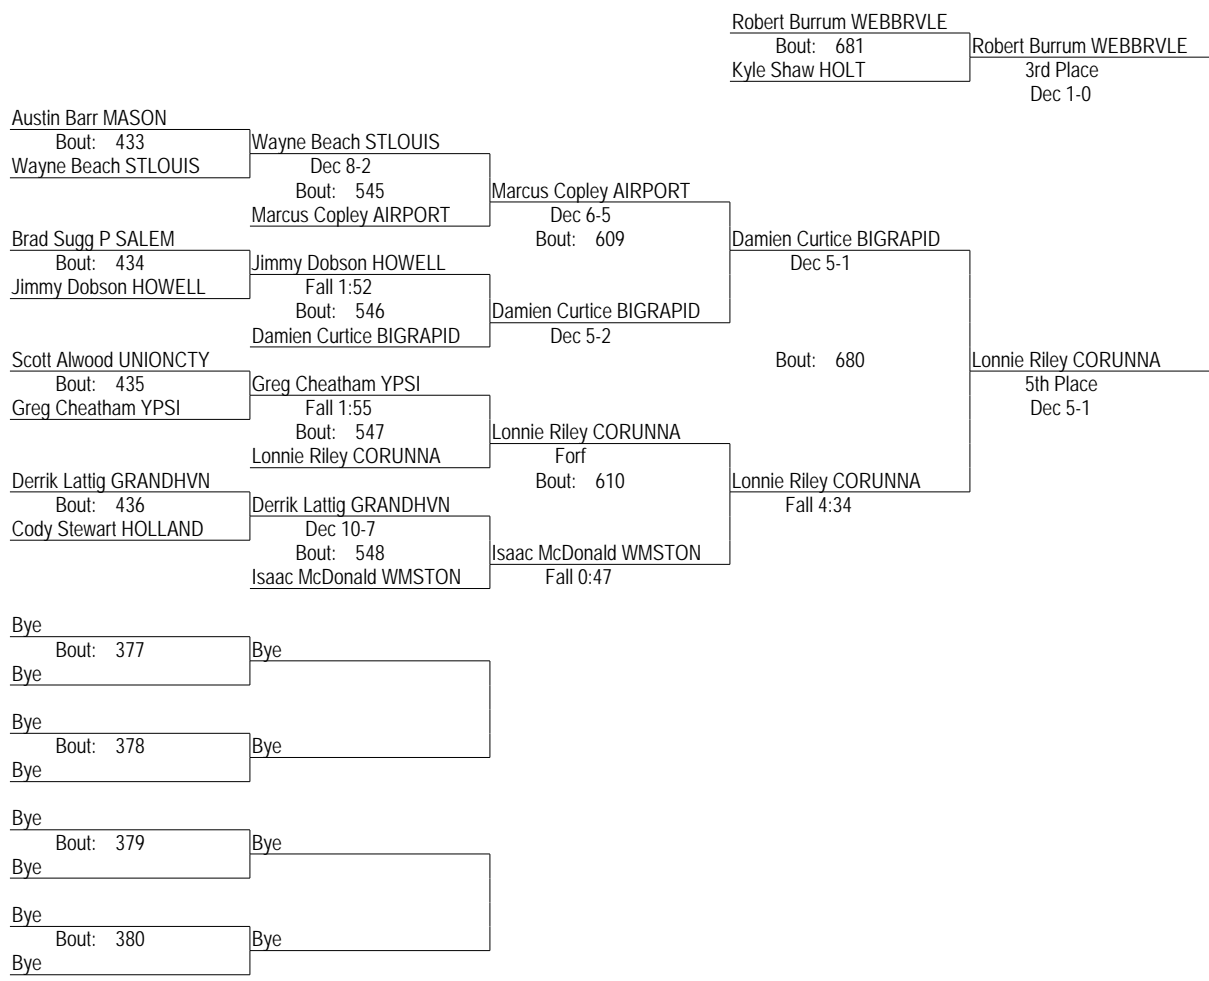 Robert Burrum WEBBRVLE
Bout: 681
Robert Burrum WEBBRVLE
Kyle Shaw HOLT
3rd Place
Dec 1-0
Austin Barr MASON
Bout: 433
Wayne Beach STLOUIS
Wayne Beach STLOUIS
Dec 8-2
Bout: 545
Marcus Copley AIRPORT
Marcus Copley AIRPORT
Dec 6-5
Bout: 609
Brad Sugg P SALEM
Bout: 434
Jimmy Dobson HOWELL
Jimmy Dobson HOWELL
Fall 1:52
Bout: 546
Damien Curtice BIGRAPID
Damien Curtice BIGRAPID
Dec 5-2
Damien Curtice BIGRAPID
Dec 5-1
Scott Alwood UNIONCTY
Bout: 435
Greg Cheatham YPSI
Greg Cheatham YPSI
Fall 1:55
Bout: 547
Lonnie Riley CORUNNA
Lonnie Riley CORUNNA
Forf
Bout: 610
Bout: 680
Lonnie Riley CORUNNA
5th Place
Dec 5-1
Derrik Lattig GRANDHVN
Bout: 436
Cody Stewart HOLLAND
Derrik Lattig GRANDHVN
Dec 10-7
Bout: 548
Isaac McDonald WMSTON
Isaac McDonald WMSTON
Fall 0:47
Lonnie Riley CORUNNA
Fall 4:34
Bye
Bout: 377
Bye
Bye
Bye
Bout: 378
Bye
Bye
Bye
Bout: 379
Bye
Bye
Bye
Bout: 380
Bye
Bye